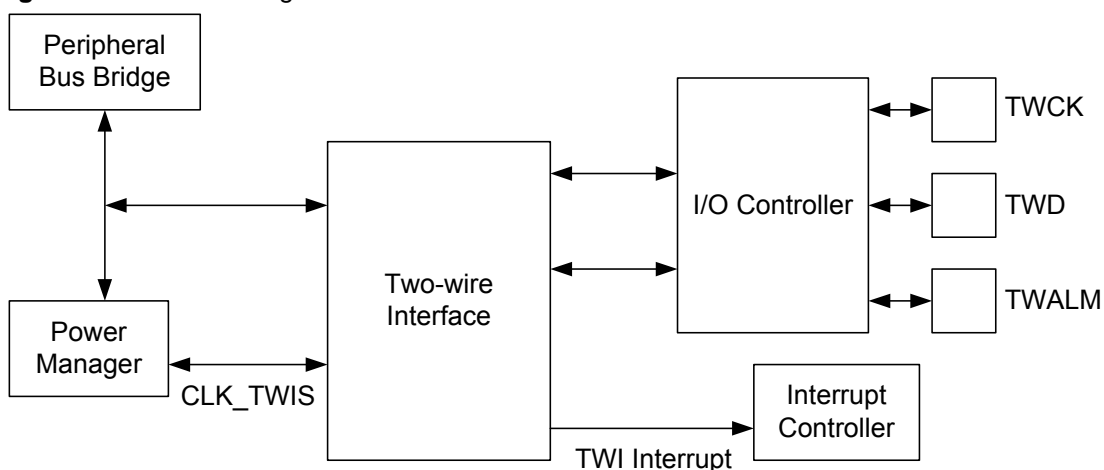 Peripheral
Bus Bridge
TWCK
I/O Controller
TWD
Two-wire
Interface
TWALM
Power
Manager
CLK_TWIS
Interrupt
Controller
TWI Interrupt